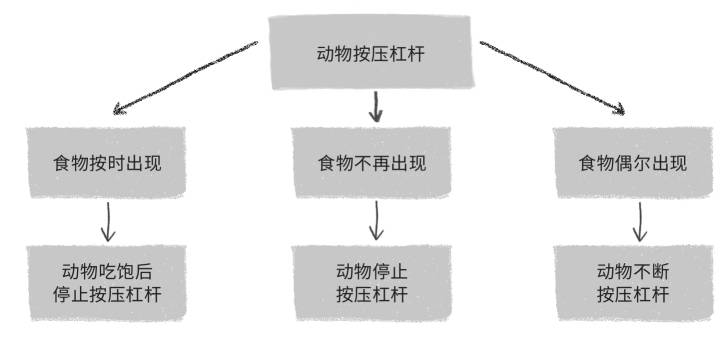 动物按压杠杆
食物按时出现
食物不再出现
食物偶尔出现
动物吃饱后
停止按压杠杆
动物停止
按压杠杆
动物不断
按压杠杆